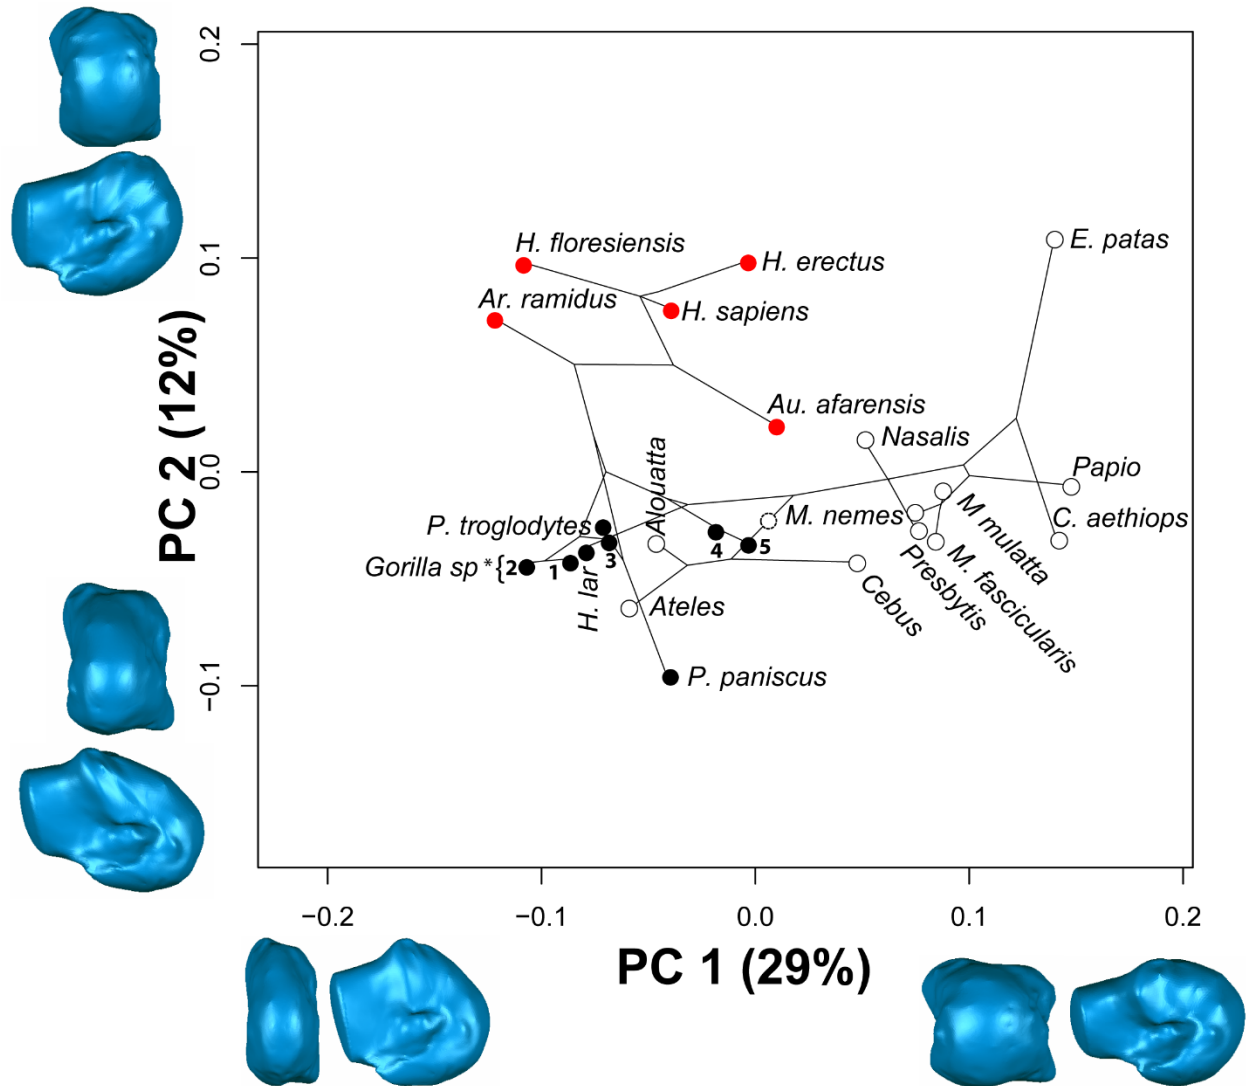 0.2
H. floresiensis
E. patas
0.1
H. erectus
Ar. ramidus
H. sapiens
Au. afarensis
Nasalis
PC 2 (12%)
0.0
Alouatta
Papio
P. troglodytes
M. nemes
M mulatta
C. aethiops
4
5
3
Gorilla sp *{2
1
H. lar
Presbytis
M. fascicularis
Cebus
Ateles
−0.1
P. paniscus
−0.2
−0.1
0.0
0.1
0.2
PC 1 (29%)